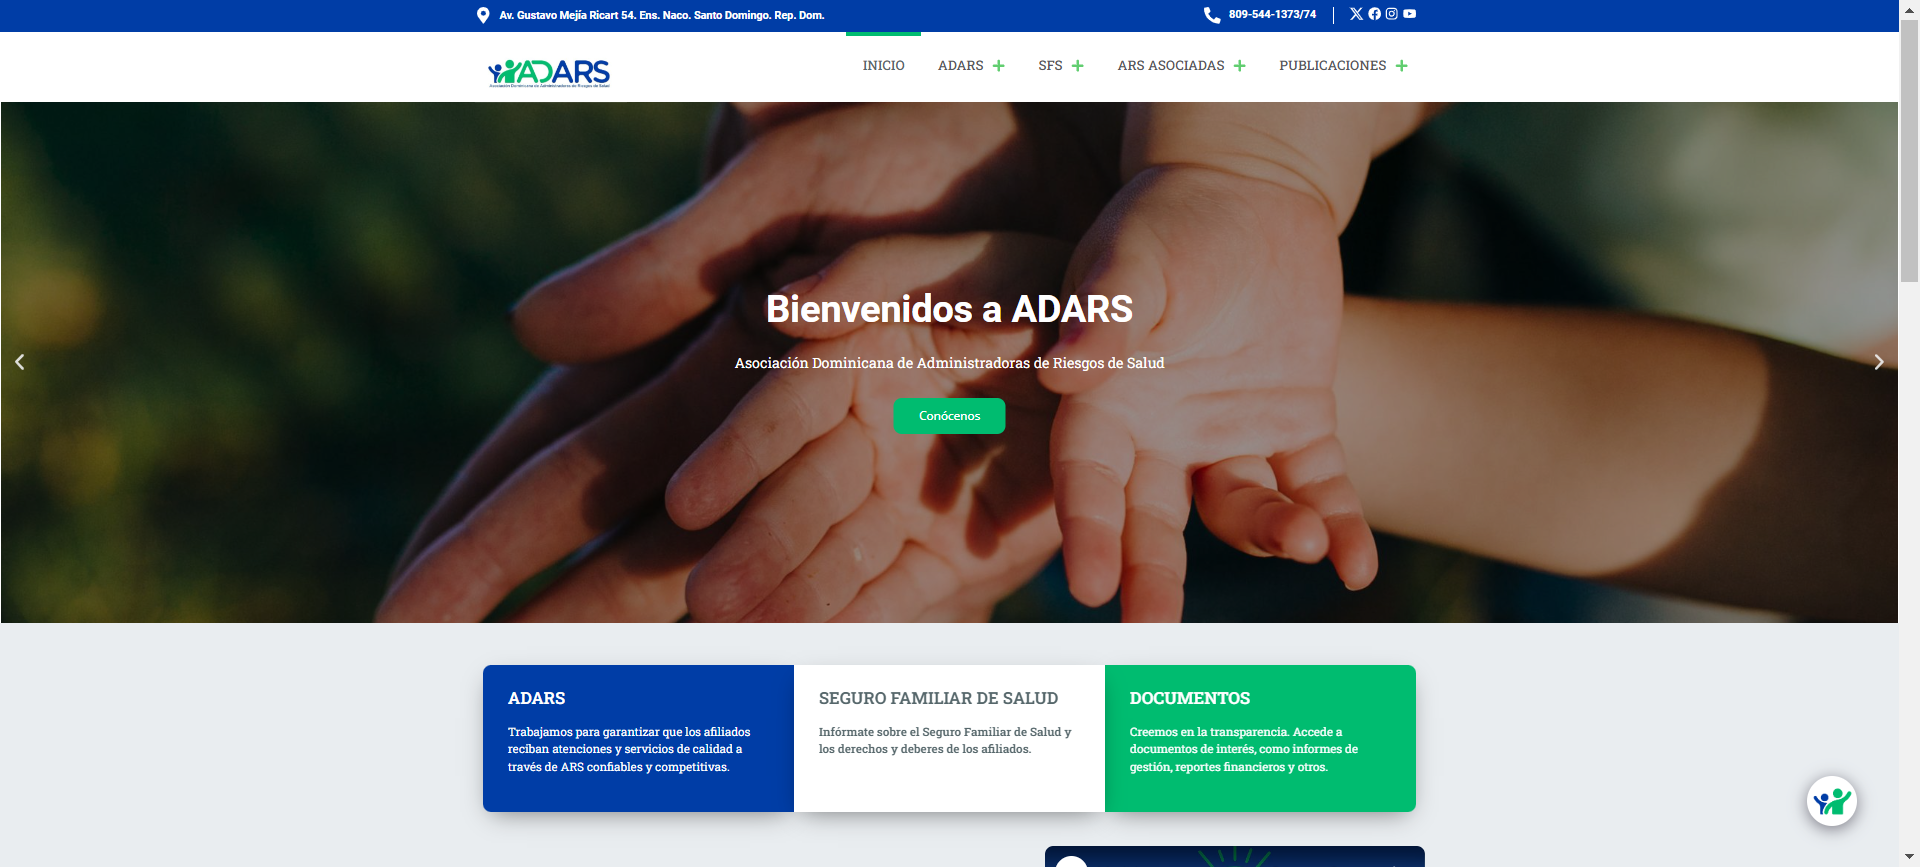 Av. Gustavo Mejía Ricart 54. Ens. Naco. Santo Domingo. Rep. Dom.
809-544-1373/74
ADARS
Asociación Dominicana de Administradoras de Riesgos de Salud
INICIO
ADARS
SFS
ARS ASOCIADAS
PUBLICACIONES
Bienvenidos a ADARS
Asociación Dominicana de Administradoras de Riesgos de Salud
Conócenos
ADARS
Trabajamos para garantizar que los afiliados
reciban atenciones y servicios de calidad a
través de ARS confiables y competitivas.
SEGURO FAMILIAR DE SALUD
Infórmate sobre el Seguro Familiar de Salud y
los derechos y deberes de los afiliados.
DOCUMENTOS
Creemos en la transparencia. Accede a
documentos de interés, como informes de
gestión, reportes financieros y otros.